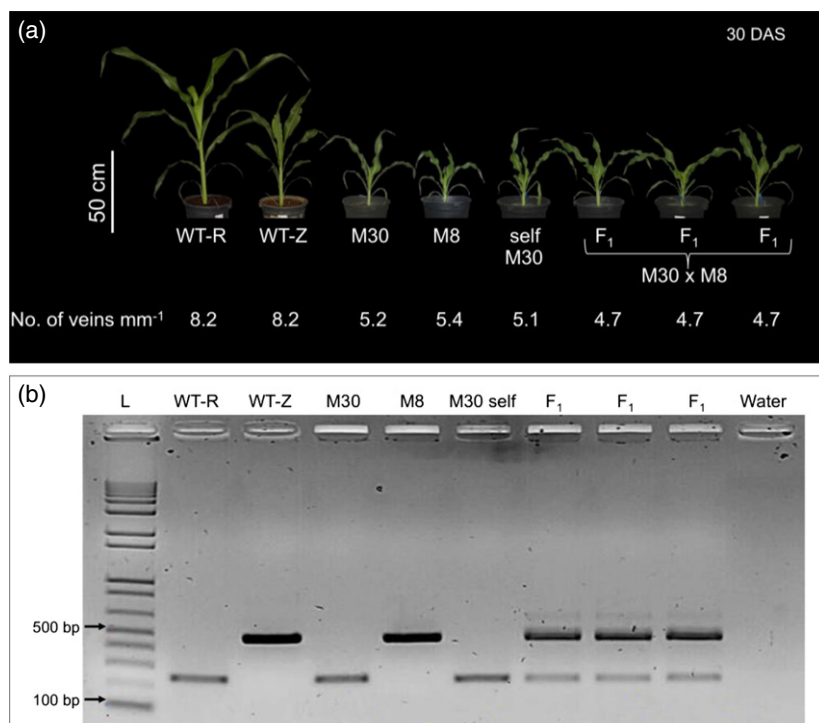 (a)
30 DAS
50 cm
WT-R WT-Z M30 M8 self M30 F₁ F₁ F₁
M30 x M8
No. of veins mm⁻¹ 8.2 8.2 5.2 5.4 5.1 4.7 4.7 4.7
(b)
L WT-R WT-Z M30 M8 M30 self F₁ F₁ F₁ Water
500 bp
100 bp